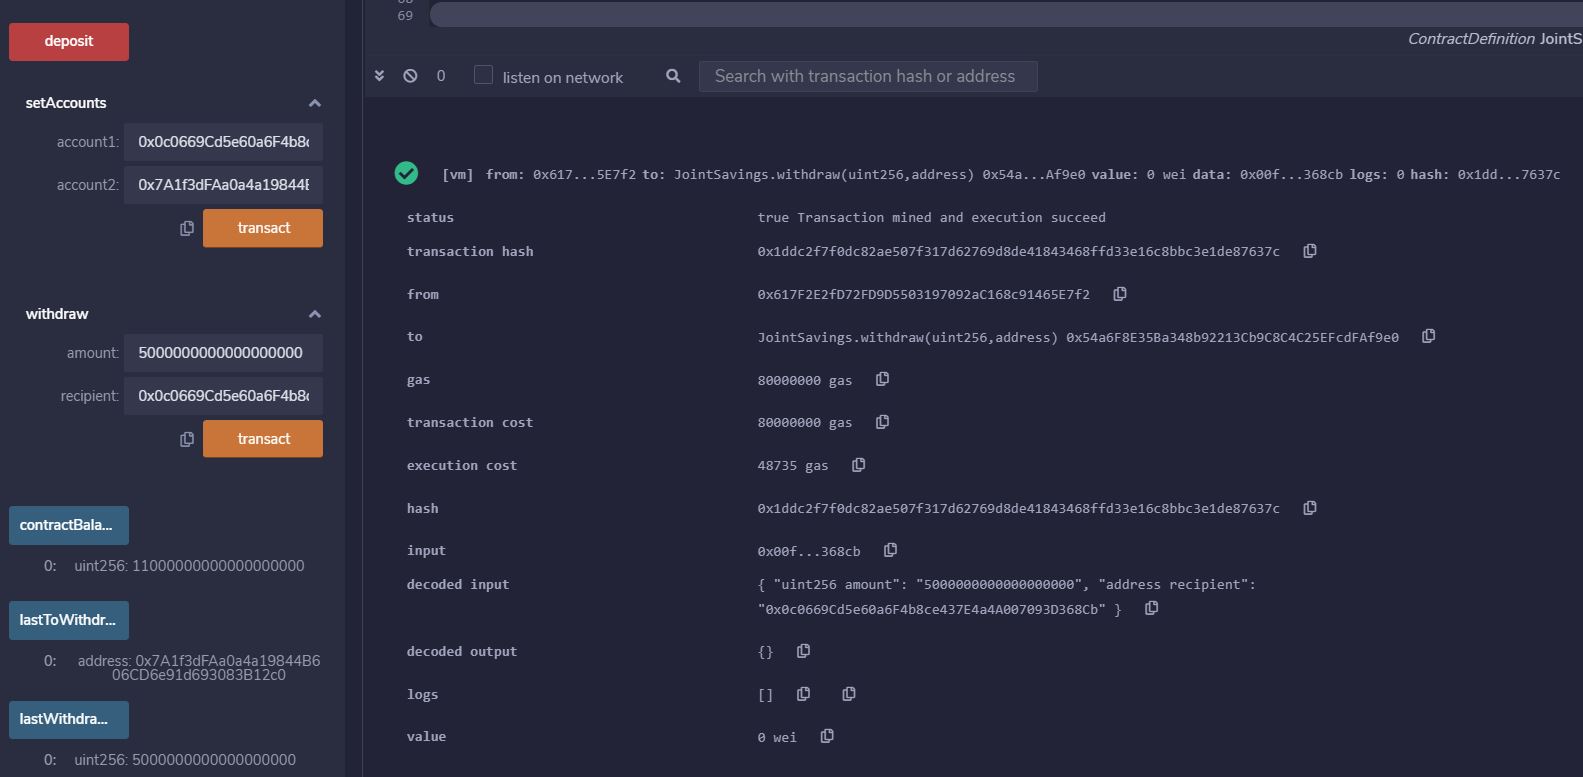 deposit
setAccounts
account1: 0x0c0669Cd5e60a6F4b8c
account2: 0x7A1f3dFAa0a4a19844E
transact
withdraw
amount: 5000000000000000000
recipient: 0x0c0669Cd5e60a6F4b8c
transact
contractBala...
0: uint256: 11000000000000000000
lastToWithdr...
0: address: 0x7A1f3dFAa0a4a19844B6
06CD6e91d693083B12c0
lastWithdra...
0: uint256: 5000000000000000000
69
ContractDefinition JointS
0 listen on network Search with transaction hash or address
[vm] from: 0x617...5E7f2 to: JointSavings.withdraw(uint256,address) 0x54a...Af9e0 value: 0 wei data: 0x00f...368cb logs: 0 hash: 0x1dd...7637c
status true Transaction mined and execution succeed
transaction hash 0x1ddc2f7f0dc82ae507f317d62769d8de41843468ffd33e16c8bbc3e1de87637c
from 0x617F2E2fD72FD9D5503197092aC168c91465E7f2
to JointSavings.withdraw(uint256,address) 0x54a6F8E35Ba348b92213Cb9C8C4C25EFcdFAf9e0
gas 80000000 gas
transaction cost 80000000 gas
execution cost 48735 gas
hash 0x1ddc2f7f0dc82ae507f317d62769d8de41843468ffd33e16c8bbc3e1de87637c
input 0x00f...368cb
decoded input { "uint256 amount": "5000000000000000000", "address recipient":
"0x0c0669Cd5e60a6F4b8ce437E4a4A007093D368Cb" }
decoded output {}
logs []
value 0 wei